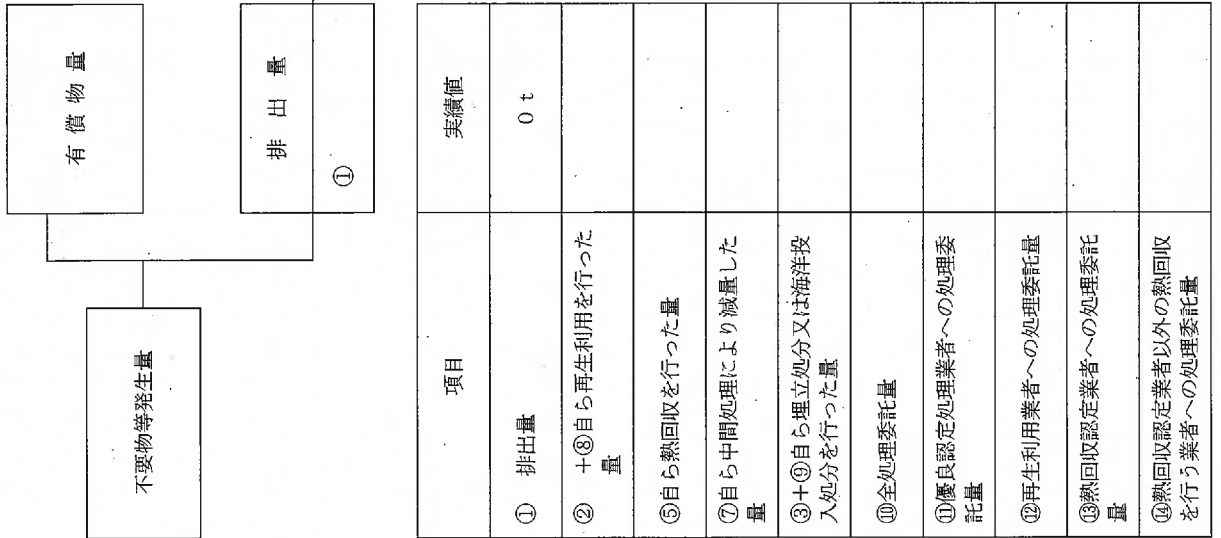 不要物等発生量
有償物量
排出量
①
項目
実績値
① 排出量
0 t
② +⑧自ら再生利用を行った
量
⑤自ら熱回収を行った量
⑦自ら中間処理により減量した
量
③+⑨自ら埋立処分又は海洋投
入処分を行った量
⑩全処理委託量
⑪優良認定処理業者への処理委
託量
⑫再生利用業者への処理委託量
⑬熱回収認定業者への処理委託
量
⑭熱回収認定業者以外の熱回収
を行う業者への処理委託量